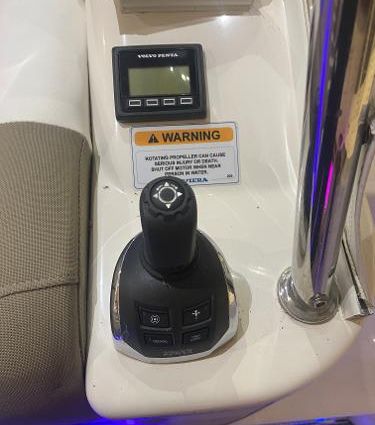 VOLVO PENTA
WARNING
ROTATING PROPELLER CAN CAUSE
SERIOUS INJURY OR DEATH.
SHUT OFF MOTOR WHEN NEAR
PERSON IN WATER.